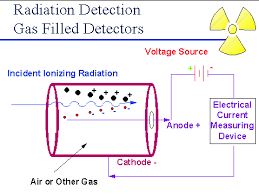 Radiation Detection
Gas Filled Detectors
Voltage Source
+ -
Incident Ionizing Radiation
+ + + +
- - - -
Electrical
Current
Measuring
Device
Anode +
Cathode -
Air or Other Gas